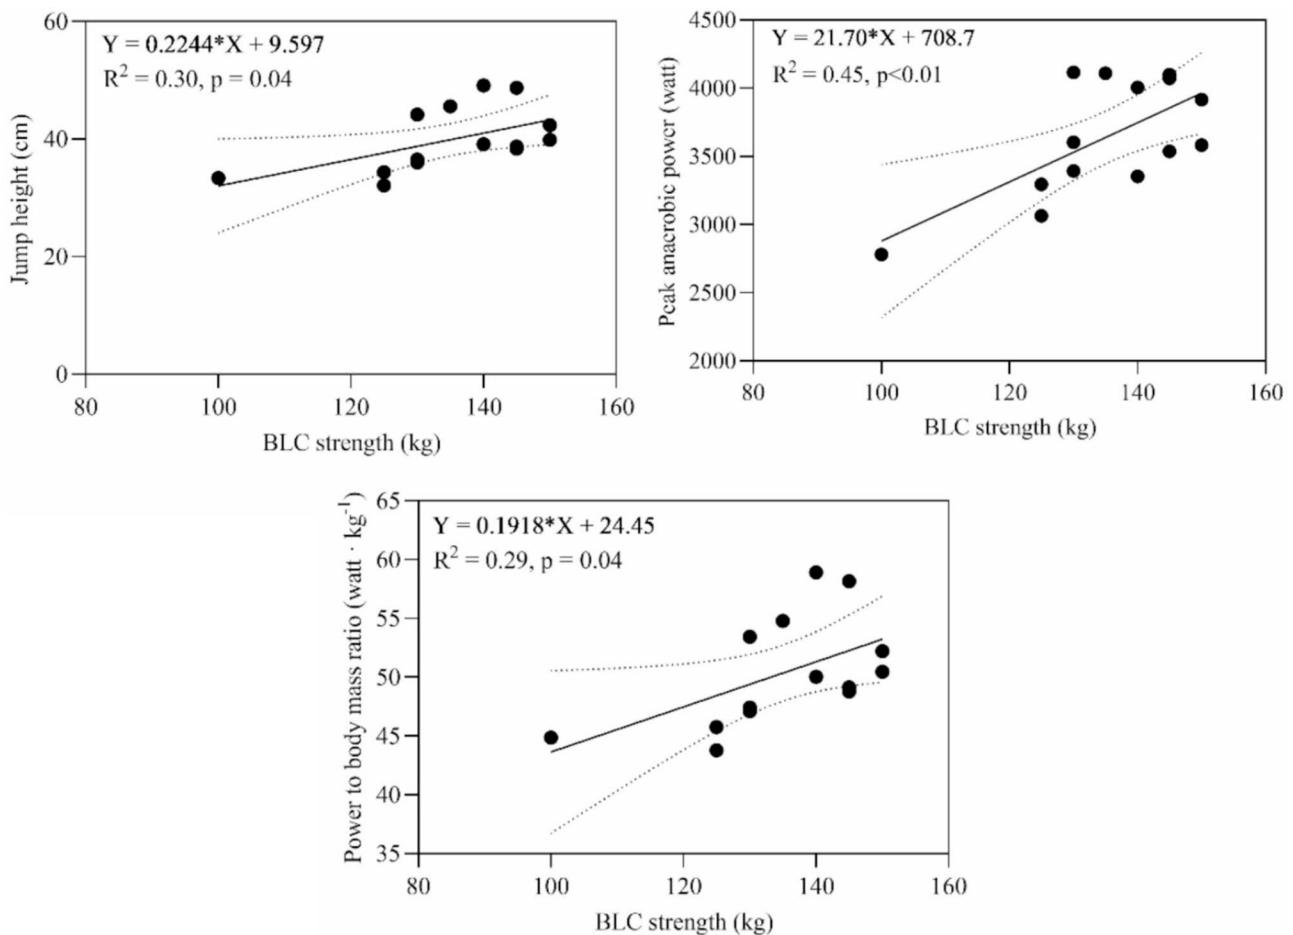 Y = 0.2244*X + 9.597
R² = 0.30, p = 0.04
Jump height (cm)
60
40
20
0
80
100
120
140
160
BLC strength (kg)
Y = 21.70*X + 708.7
R² = 0.45, p<0.01
Peak anaerobic power (watt)
4500
4000
3500
3000
2500
2000
80
100
120
140
160
BLC strength (kg)
Y = 0.1918*X + 24.45
R² = 0.29, p = 0.04
Power to body mass ratio (watt · kg⁻¹)
65
60
55
50
45
40
35
80
100
120
140
160
BLC strength (kg)